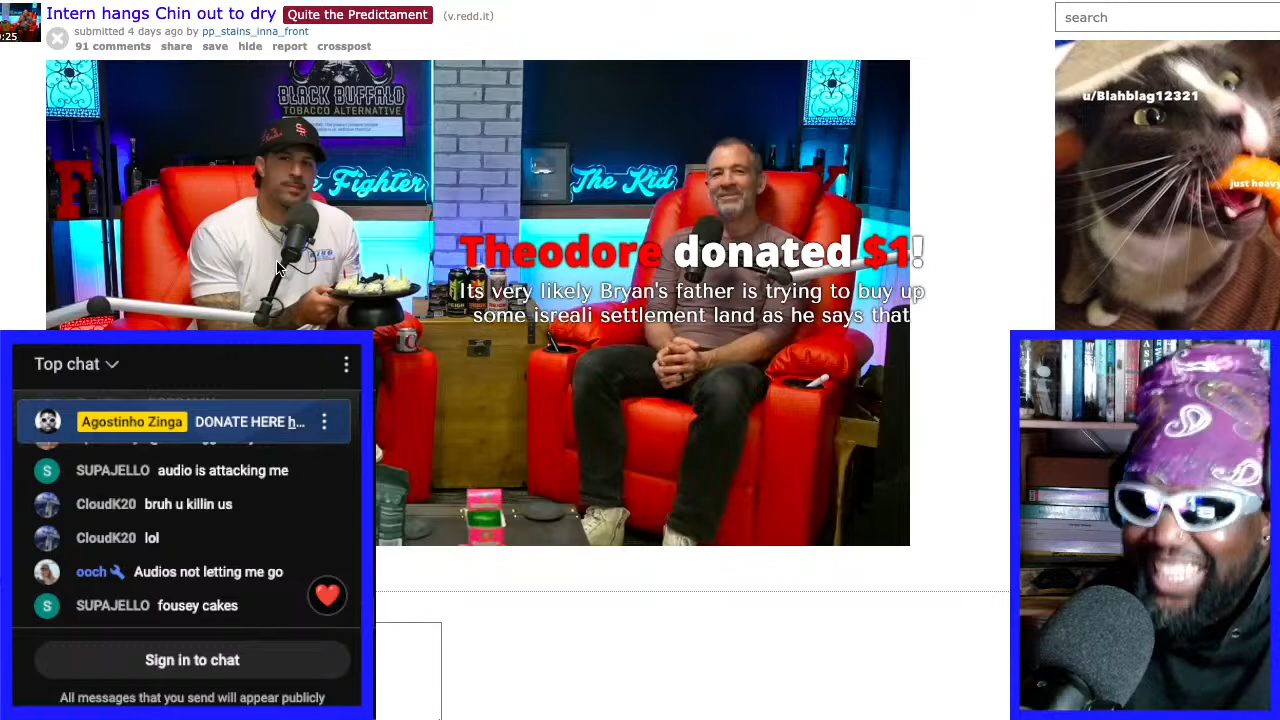 Intern hangs Chin out to dry Quite the Predictament (v.redd.it)
submitted 4 days ago by pp_stains_inna_front
91 comments share save hide report crosspost
search
:25
u/Blahblag12321
just heavy
BLACK BUFFALO
TOBACCO ALTERNATIVE
e Fighter
The Kid
Theodore donated $1!
Its very likely Bryan's father is trying to buy up
some isreali settlement land as he says that
Top chat
Agostinho Zinga DONATE HERE h...
SUPAJELLO audio is attacking me
CloudK20 bruh u killin us
CloudK20 lol
ooch Audios not letting me go
SUPAJELLO fousey cakes
Sign in to chat
All messages that you send will appear publicly